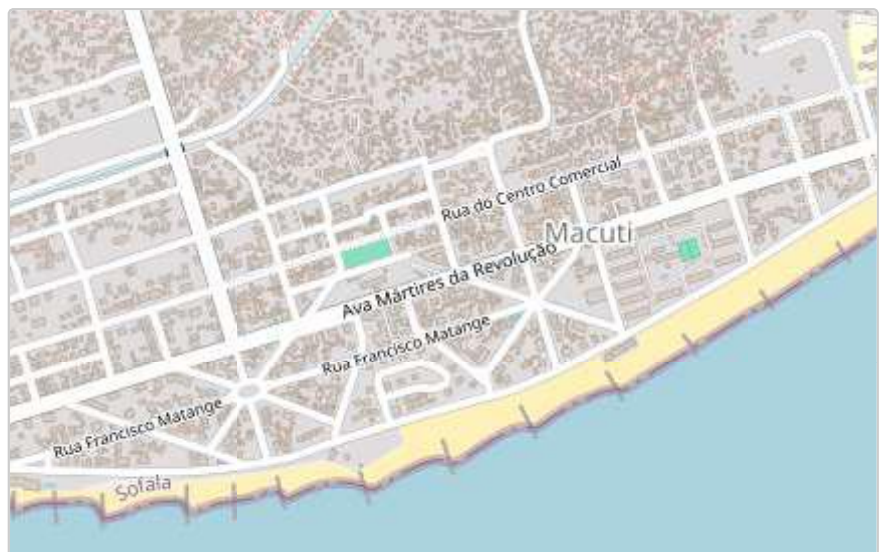 Rua do Centro Comercial
Macuti
Ava Mártires da Revolução
Rua Francisco Matange
Rua Francisco Matange
Sofala